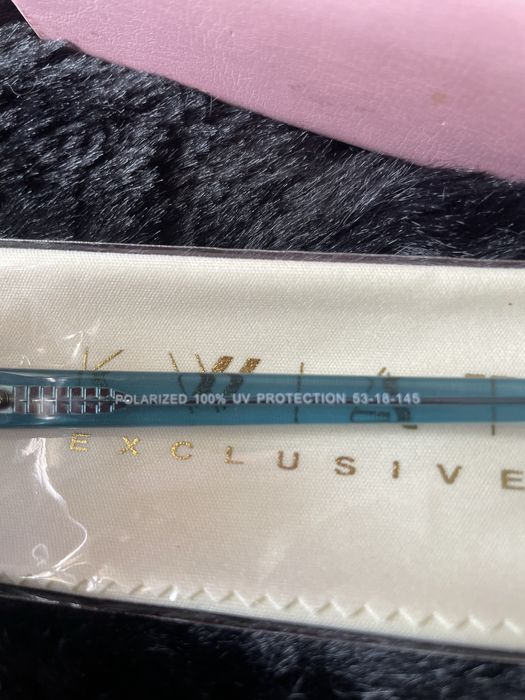 POLARIZED 100% UV PROTECTION 53-18-145
EXCLUSIVE